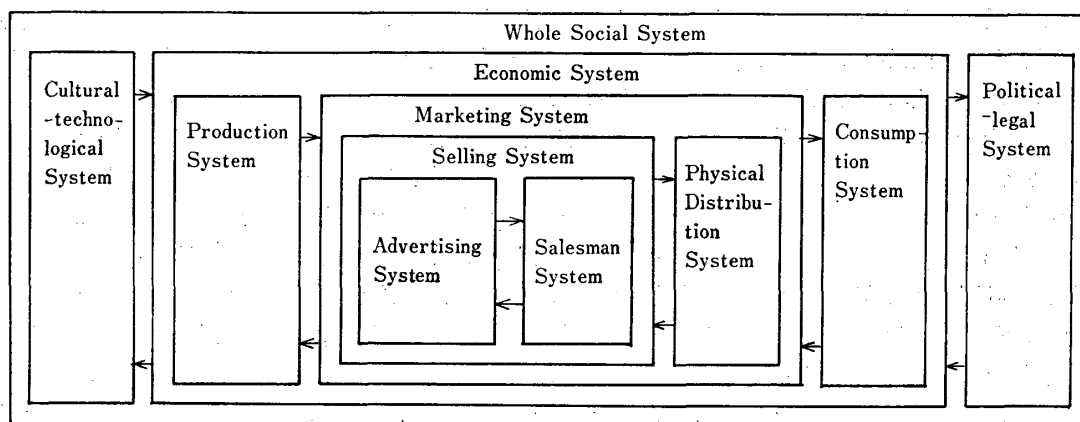 Whole Social System
Cultural
-techno-
logical
System
Economic System
Production
System
Marketing System
Selling System
Advertising
System
Salesman
System
Physical
Distribu-
tion
System
Consump-
tion
System
Political
-legal
System